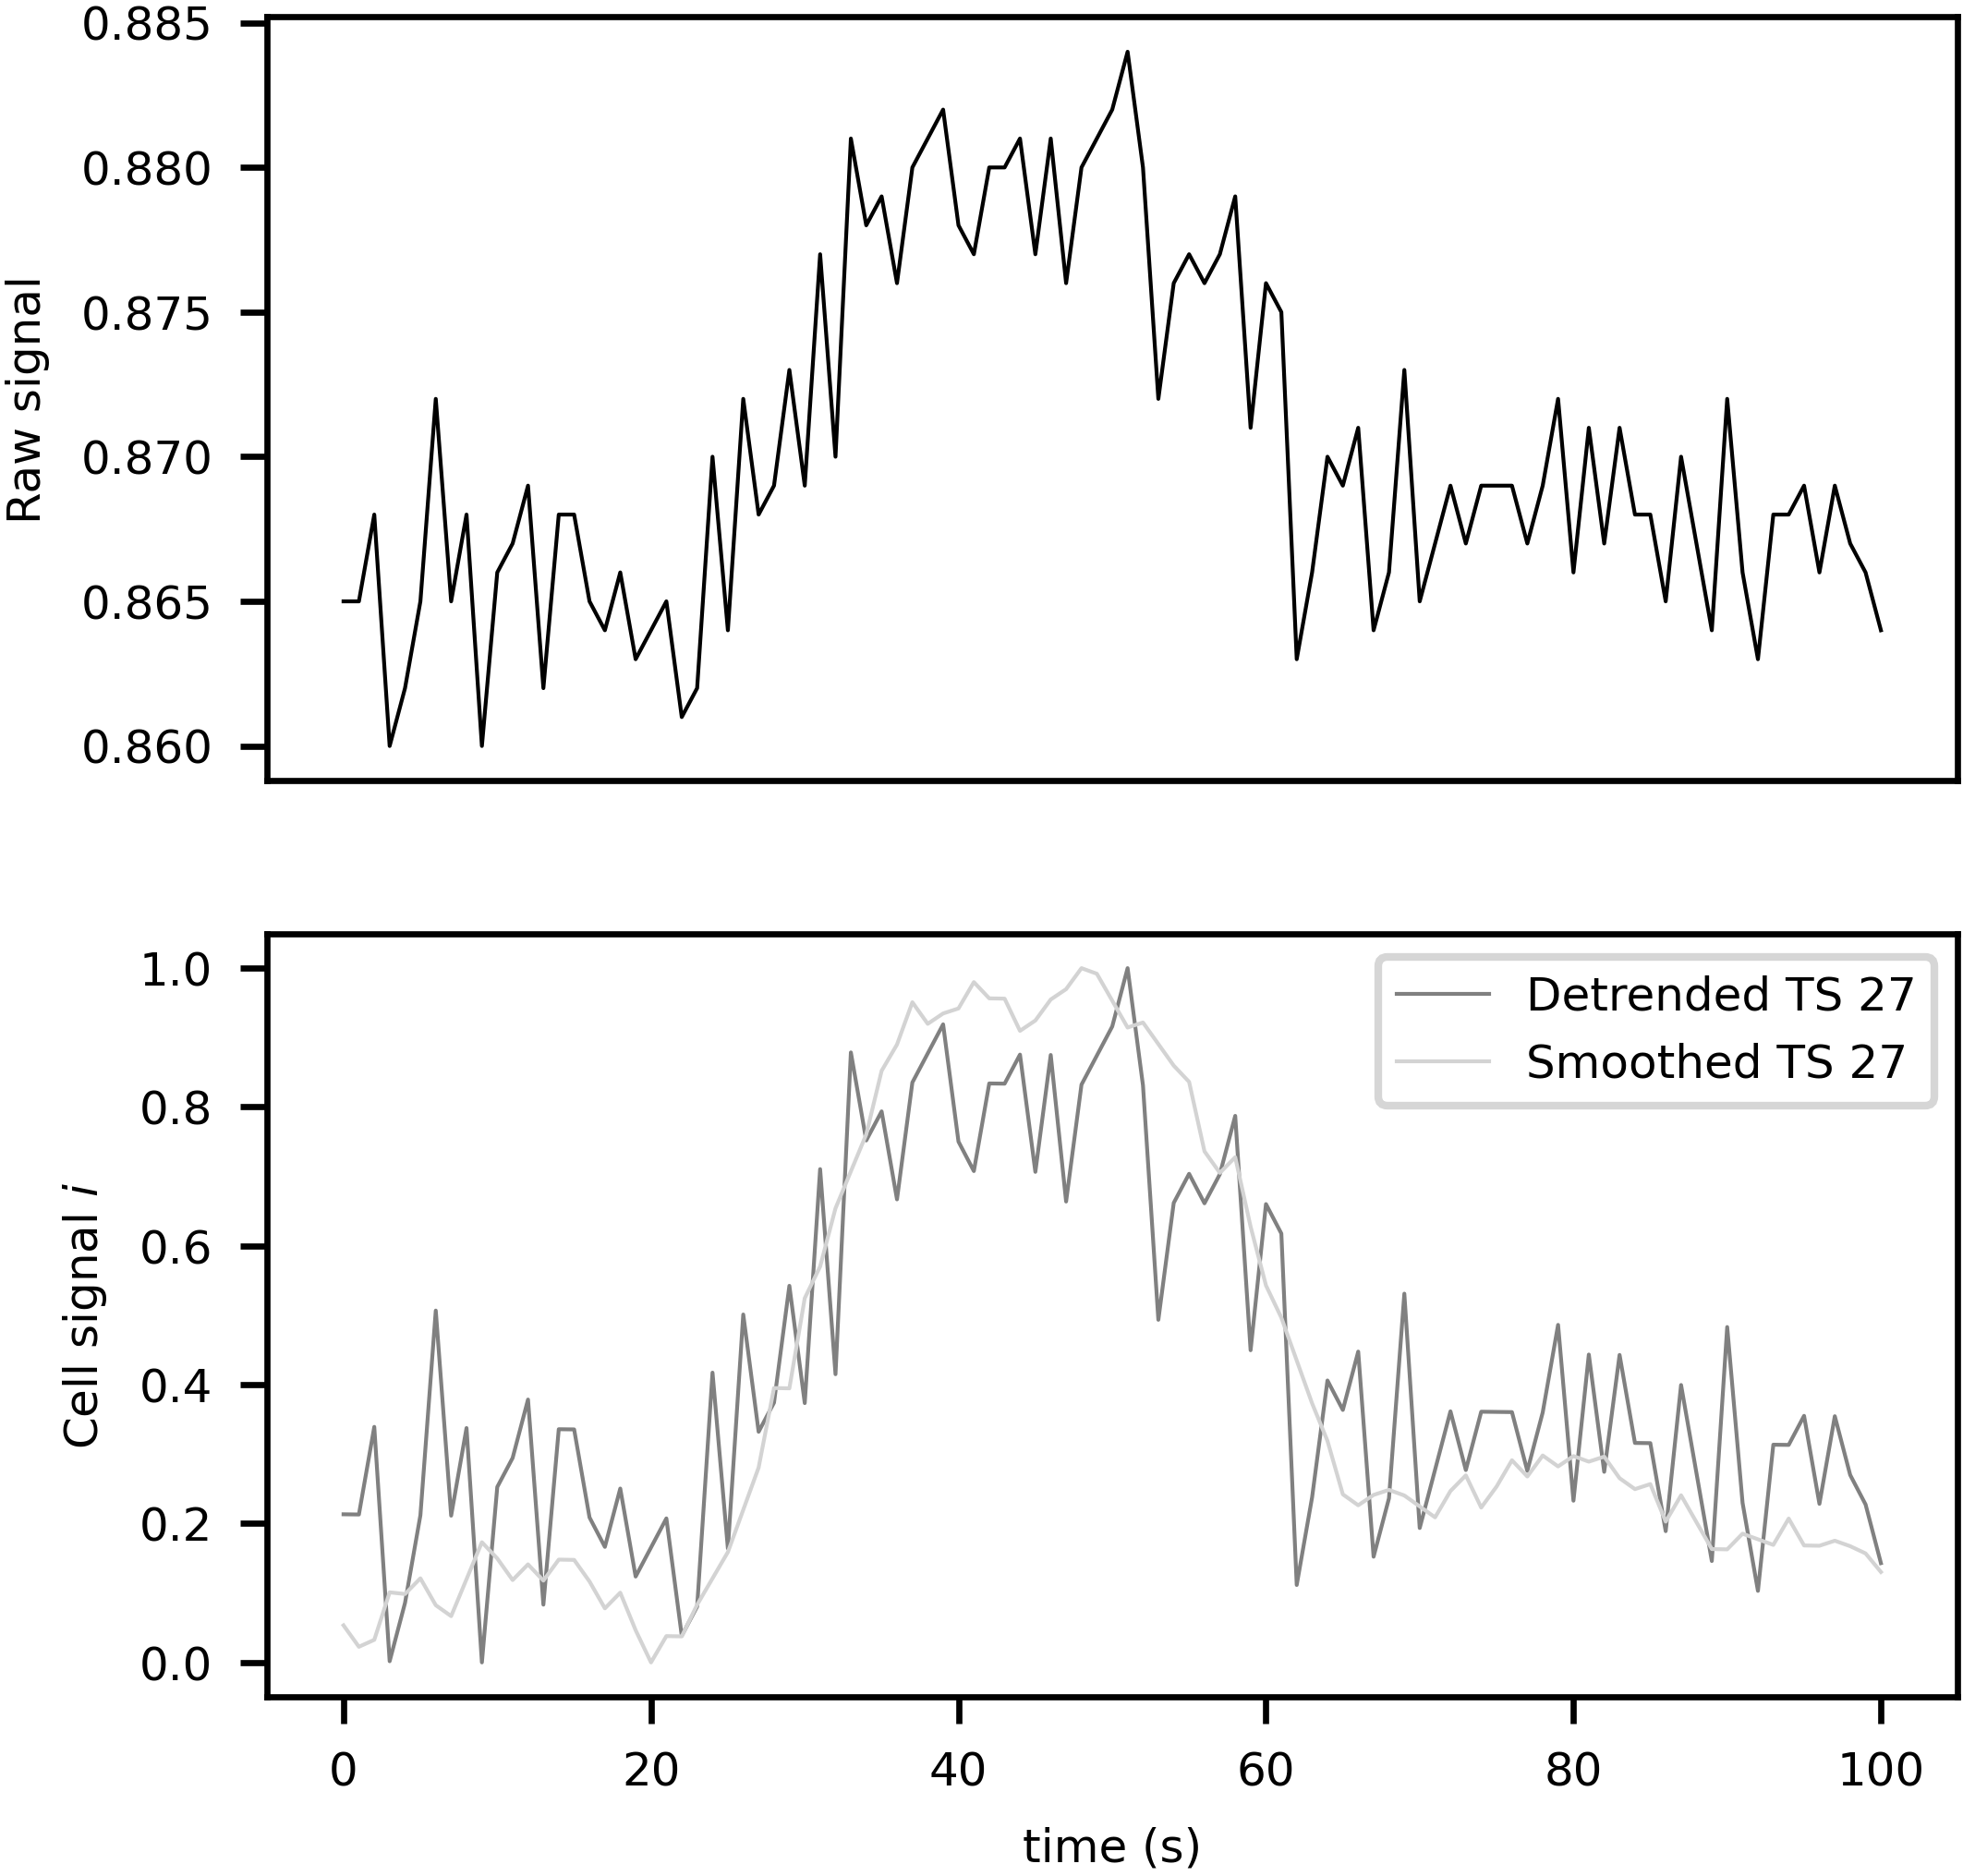 Raw signal
0.885
0.880
0.875
0.870
0.865
0.860
Cell signal i
1.0
0.8
0.6
0.4
0.2
0.0
Detrended TS 27
Smoothed TS 27
0 20 40 60 80 100
time (s)